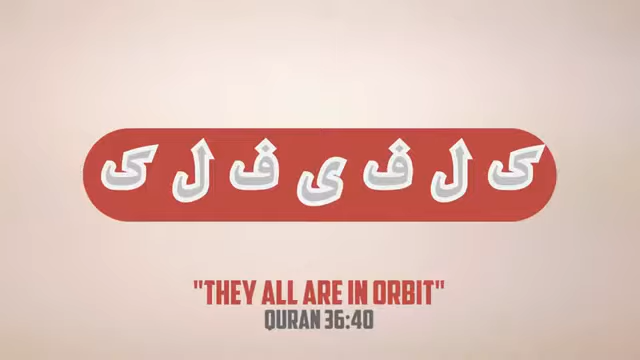 ک ل ف ی ف ل ک
"THEY ALL ARE IN ORBIT"
QURAN 36:40